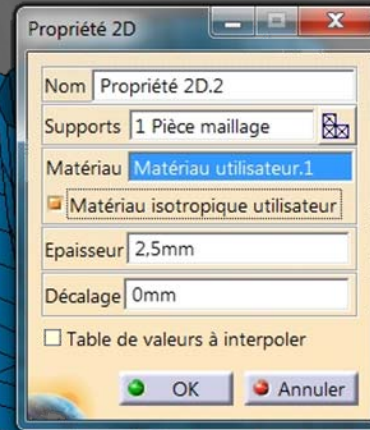 Propriété 2D
Nom Propriété 2D.2
Supports 1 Pièce maillage
Matériau Matériau utilisateur.1
Matériau isotropique utilisateur
Epaisseur 2,5mm
Décalage 0mm
Table de valeurs à interpoler
OK Annuler